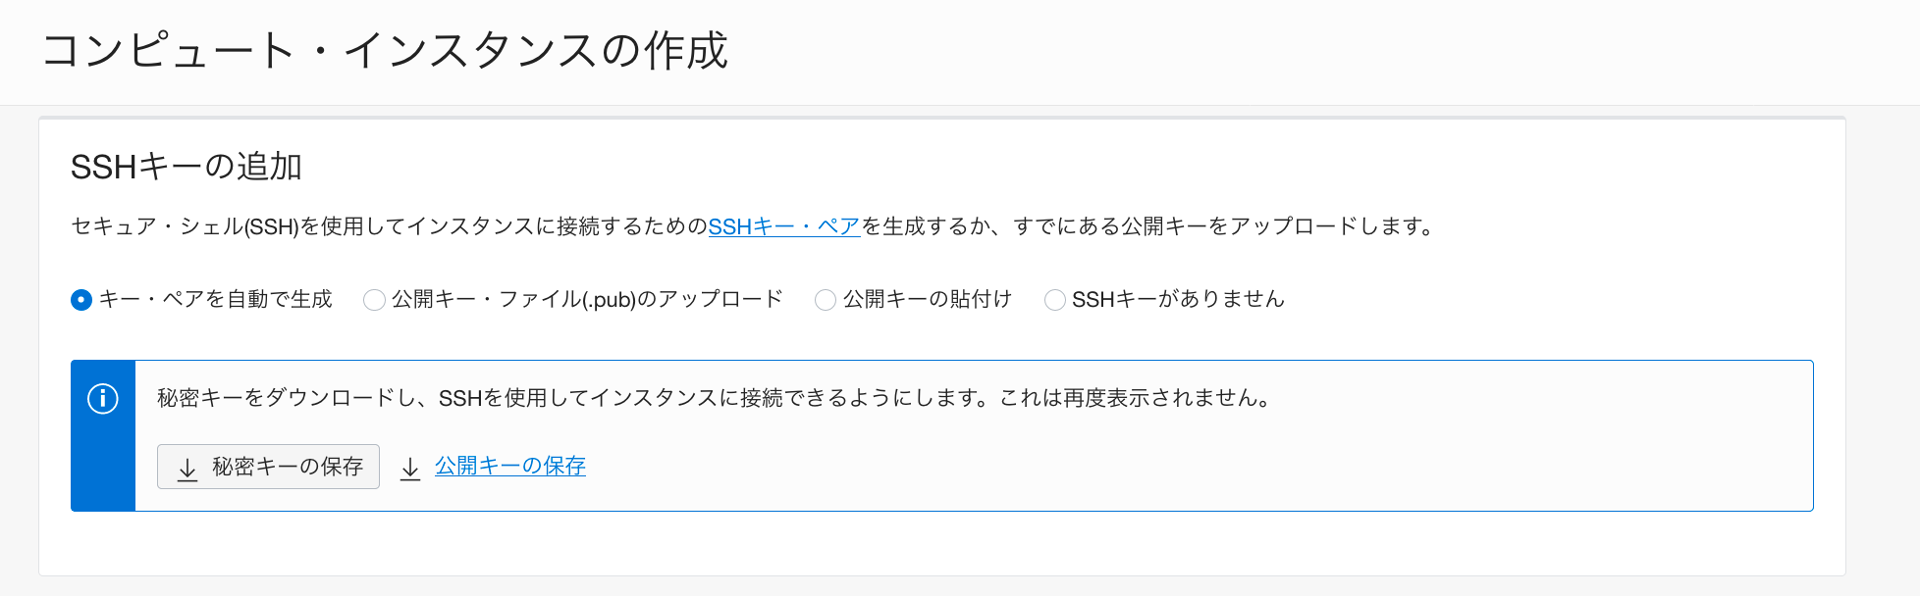 コンピュート・インスタンスの作成
SSHキーの追加
セキュア・シェル(SSH)を使用してインスタンスに接続するためのSSHキー・ペアを生成するか、すでにある公開キーをアップロードします。
キー・ペアを自動で生成 公開キー・ファイル(.pub)のアップロード 公開キーの貼付け SSHキーがありません
秘密キーをダウンロードし、SSHを使用してインスタンスに接続できるようにします。これは再度表示されません。
秘密キーの保存 公開キーの保存